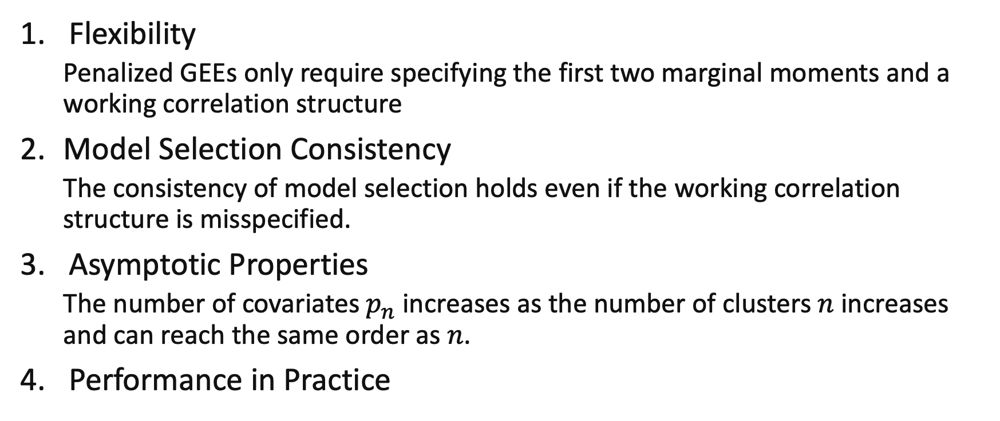 1. Flexibility
Penalized GEEs only require specifying the first two marginal moments and a
working correlation structure
2. Model Selection Consistency
The consistency of model selection holds even if the working correlation
structure is misspecified.
3. Asymptotic Properties
The number of covariates pₙ increases as the number of clusters n increases
and can reach the same order as n.
4. Performance in Practice